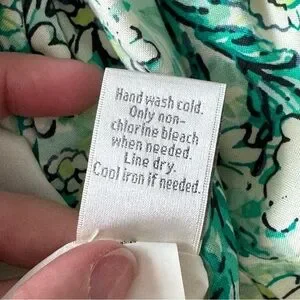 Hand wash cold.
Only non-
chlorine bleach
when needed.
Line dry.
Cool iron if needed.